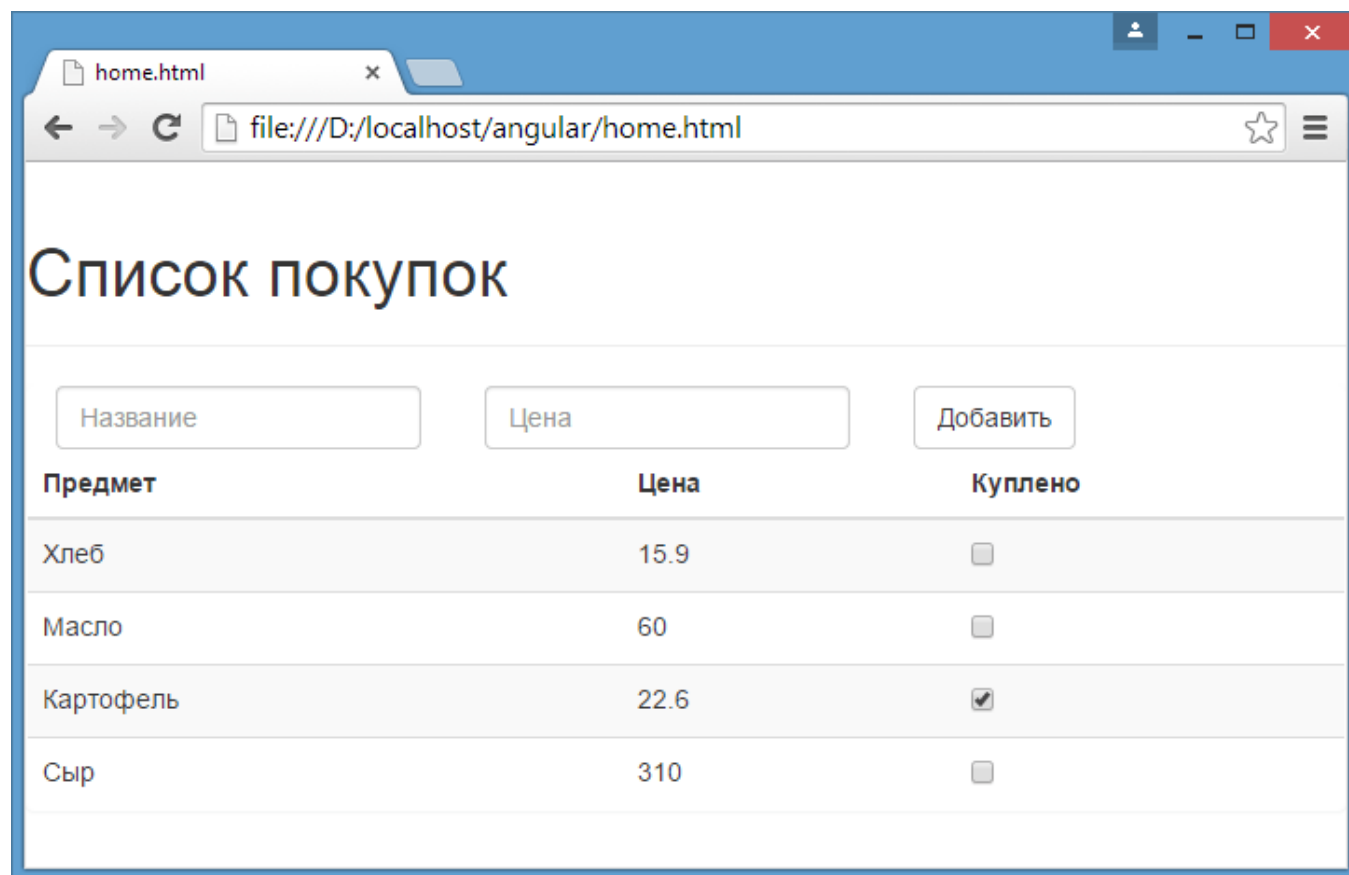 home.html
file:///D:/localhost/angular/home.html
Список покупок
Название Цена Добавить
Предмет Цена Куплено
Хлеб 15.9
Масло 60
Картофель 22.6
Сыр 310